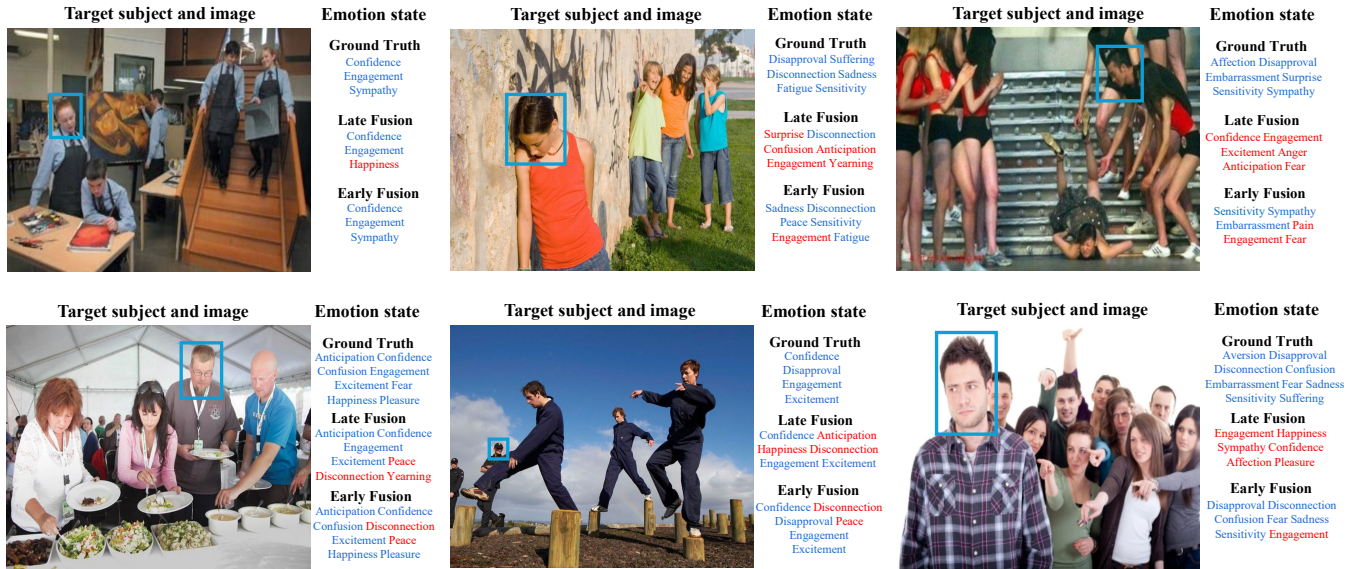 Target subject and image
Emotion state
Ground Truth
Confidence
Engagement
Sympathy
Late Fusion
Confidence
Engagement
Happiness
Early Fusion
Confidence
Engagement
Sympathy
Target subject and image
Emotion state
Ground Truth
Disapproval Suffering
Disconnection Sadness
Fatigue Sensitivity
Late Fusion
Surprise Disconnection
Confusion Anticipation
Engagement Yearning
Early Fusion
Sadness Disconnection
Peace Sensitivity
Engagement Fatigue
Target subject and image
Emotion state
Ground Truth
Affection Disapproval
Embarrassment Surprise
Sensitivity Sympathy
Late Fusion
Confidence Engagement
Excitement Anger
Anticipation Fear
Early Fusion
Sensitivity Sympathy
Embarrassment Pain
Engagement Fear
Target subject and image
Emotion state
Ground Truth
Anticipation Confidence
Confusion Engagement
Excitement Fear
Happiness Pleasure
Late Fusion
Anticipation Confidence
Engagement
Excitement Peace
Disconnection Yearning
Early Fusion
Anticipation Confidence
Confusion Disconnection
Excitement Peace
Happiness Pleasure
Target subject and image
Emotion state
Ground Truth
Confidence
Disapproval
Engagement
Excitement
Late Fusion
Confidence Anticipation
Happiness Disconnection
Engagement Excitement
Early Fusion
Confidence Disconnection
Disapproval Peace
Engagement
Excitement
Target subject and image
Emotion state
Ground Truth
Aversion Disapproval
Disconnection Confusion
Embarrassment Fear Sadness
Sensitivity Suffering
Late Fusion
Engagement Happiness
Sympathy Confidence
Affection Pleasure
Early Fusion
Disapproval Disconnection
Confusion Fear Sadness
Sensitivity Engagement